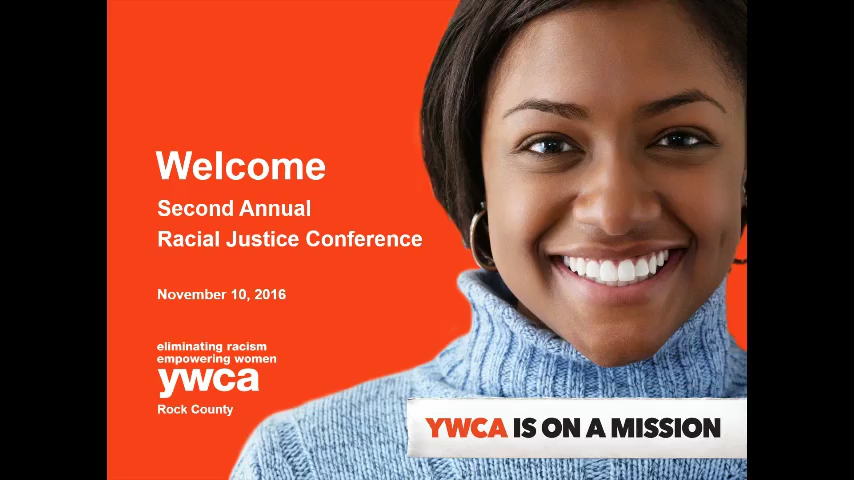 Welcome
Second Annual
Racial Justice Conference
November 10, 2016
eliminating racism
empowering women
ywca
Rock County
YWCA IS ON A MISSION